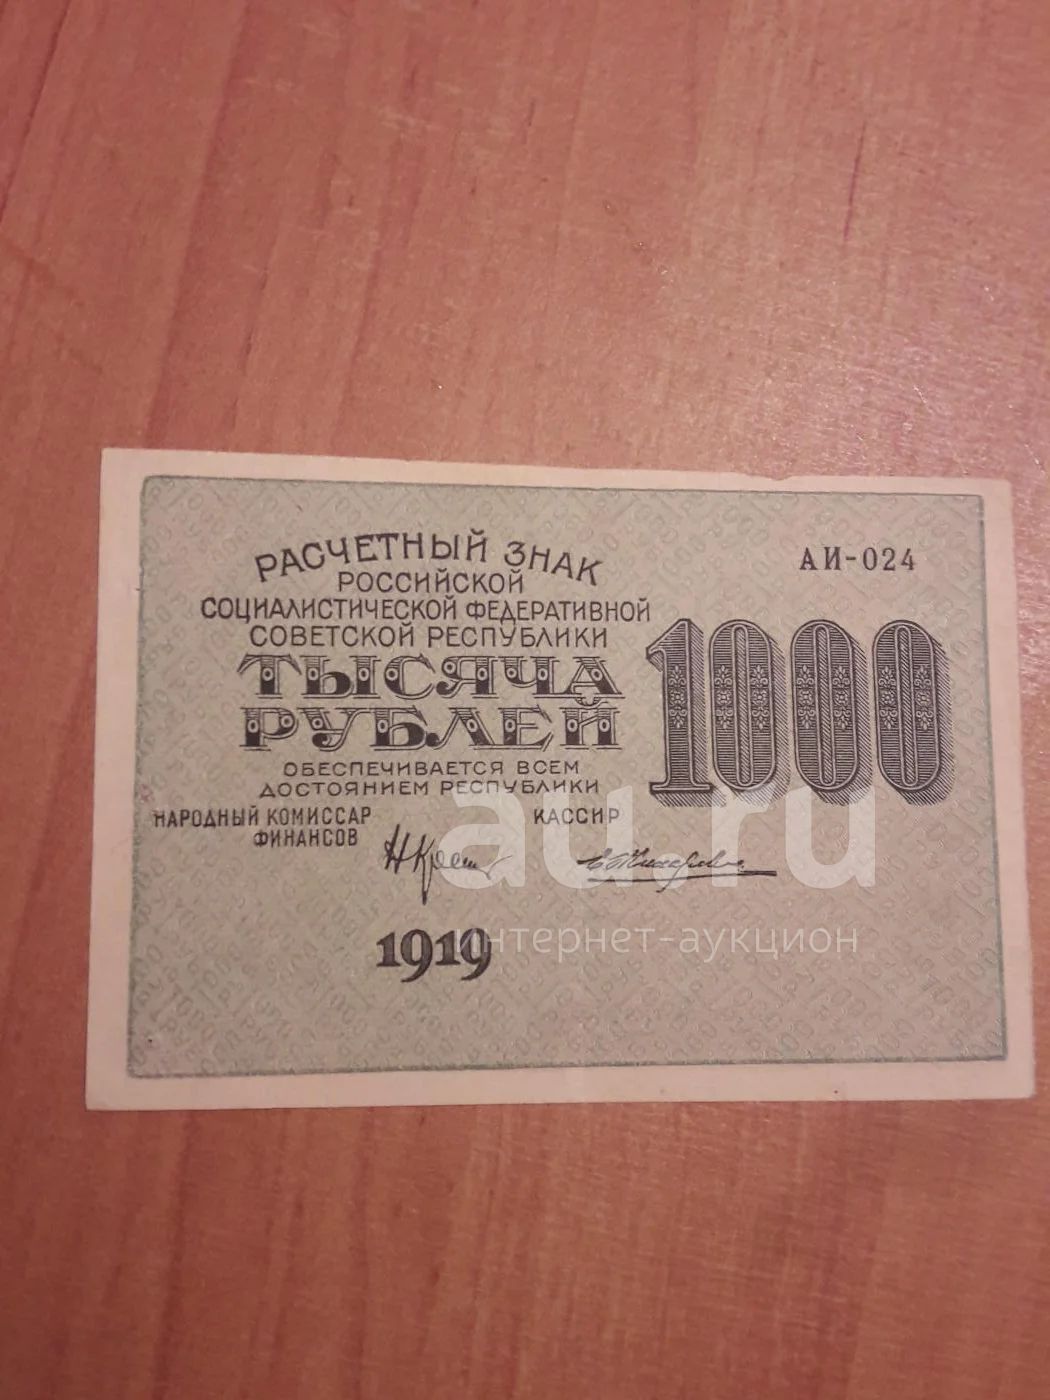 РАСЧЕТНЫЙ ЗНАК
РОССИЙСКОЙ
СОЦИАЛИСТИЧЕСКОЙ ФЕДЕРАТИВНОЙ
СОВЕТСКОЙ РЕСПУБЛИКИ
ТЫСЯЧА
РУБЛЕЙ
ОБЕСПЕЧИВАЕТСЯ ВСЕМ
ДОСТОЯНИЕМ РЕСПУБЛИКИ
АИ-024
1000
НАРОДНЫЙ КОМИССАР
ФИНАНСОВ
КАССИР
1919
au.ru
интернет-аукцион